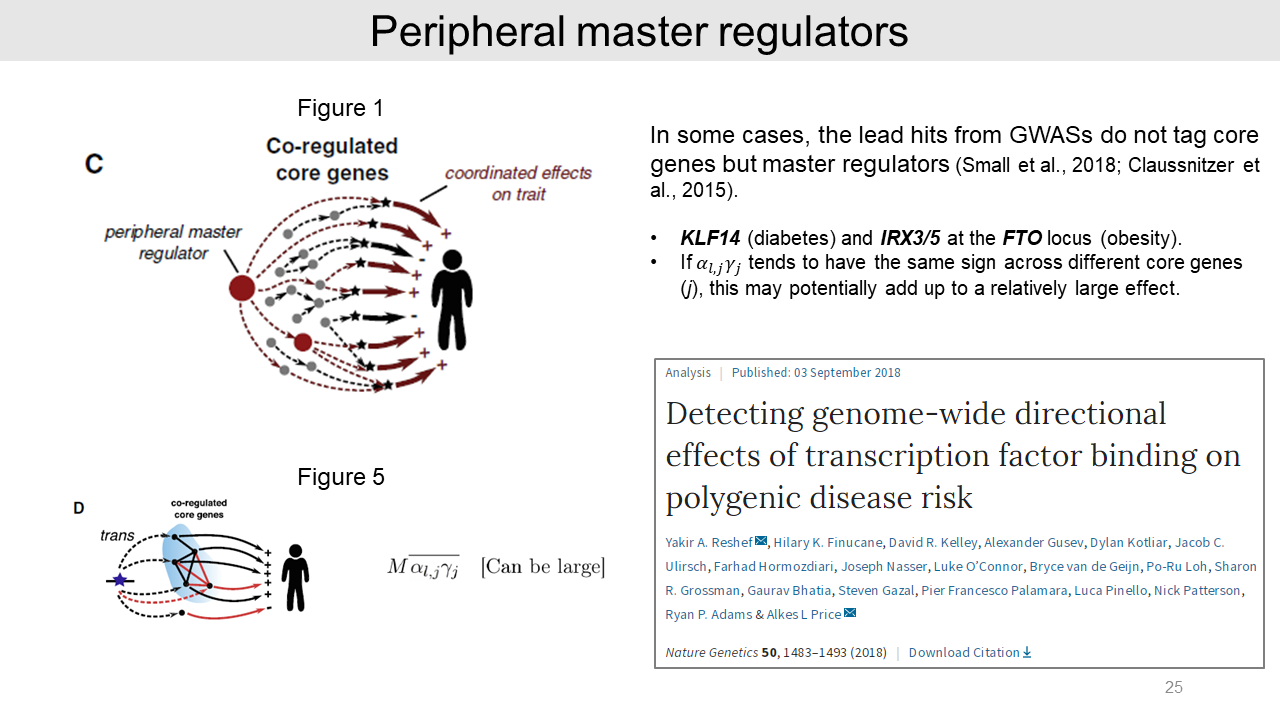 Peripheral master regulators
Figure 1
C
Co-regulated
core genes
coordinated effects
on trait
peripheral master
regulator
+
+
-
+
+
-
+
+
+
Figure 5
D
co-regulated
core genes
trans
+
+
+
+
+
-
M α_{l,j}γ_j [Can be large]
In some cases, the lead hits from GWASs do not tag core
genes but master regulators (Small et al., 2018; Claussnitzer et
al., 2015).
• KLF14 (diabetes) and IRX3/5 at the FTO locus (obesity).
• If α_{l,j}γ_j tends to have the same sign across different core genes
(j), this may potentially add up to a relatively large effect.
Analysis | Published: 03 September 2018
Detecting genome-wide directional
effects of transcription factor binding on
polygenic disease risk
Yakir A. Reshef, Hilary K. Finucane, David R. Kelley, Alexander Gusev, Dylan Kotliar, Jacob C.
Ulirsch, Farhad Hormozdiari, Joseph Nasser, Luke O’Connor, Bryce van de Geijn, Po-Ru Loh, Sharon
R. Grossman, Gaurav Bhatia, Steven Gazal, Pier Francesco Palamara, Luca Pinello, Nick Patterson,
Ryan P. Adams & Alkes L Price
Nature Genetics 50, 1483–1493 (2018) | Download Citation
25